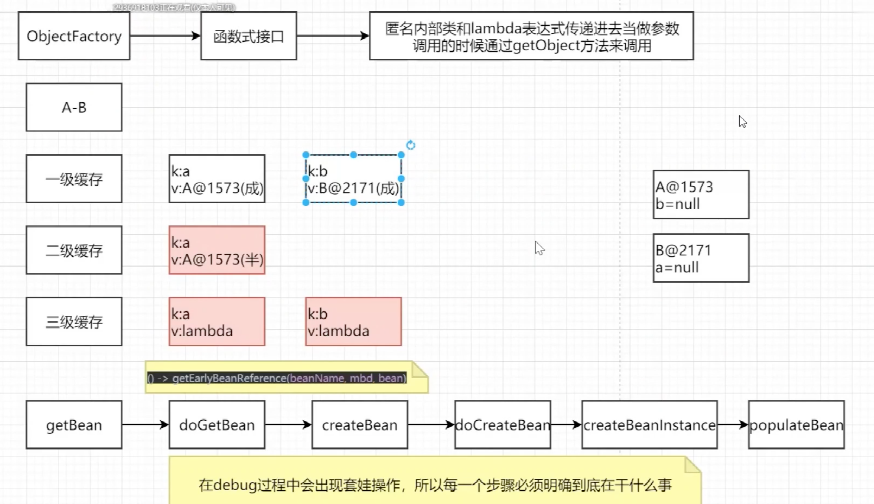 ObjectFactory
函数式接口
匿名内部类和lambda表达式传递进去当做参数
调用的时候通过getObject方法来调用
A-B
一级缓存
k:a
v:A@1573(成)
k:b
v:B@2171(成)
A@1573
b=null
二级缓存
k:a
v:A@1573(半)
B@2171
a=null
三级缓存
k:a
v:lambda
k:b
v:lambda
() -> getEarlyBeanReference(beanName, mbd, bean)
getBean
doGetBean
createBean
doCreateBean
createBeanInstance
populateBean
在debug过程中会出现套娃操作，所以每一个步骤必须明确到底在干什么事